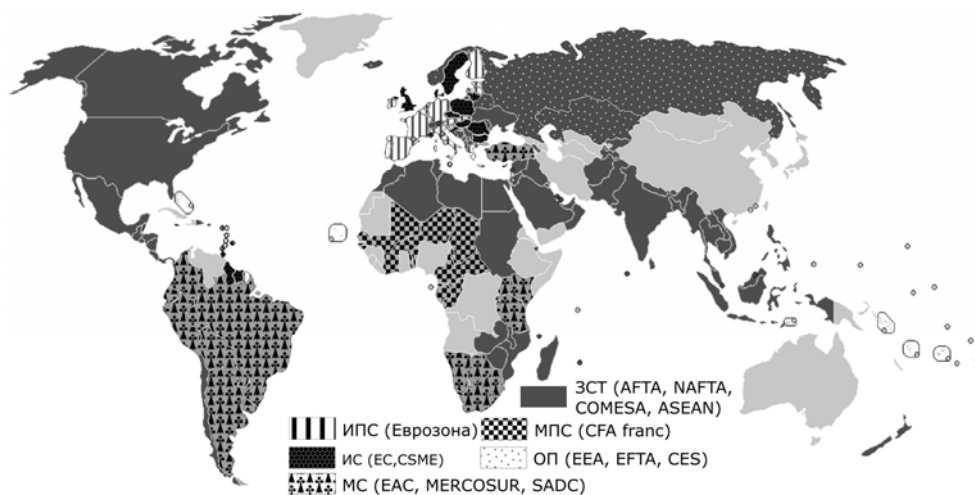 ЗСТ (AFTA, NAFTA,
COMESA, ASEAN)
ИПС (Еврозона)
МПС (CFA franc)
ИС (ЕС,CSME)
ОП (EEA, EFTA, CES)
МС (EAC, MERCOSUR, SADC)